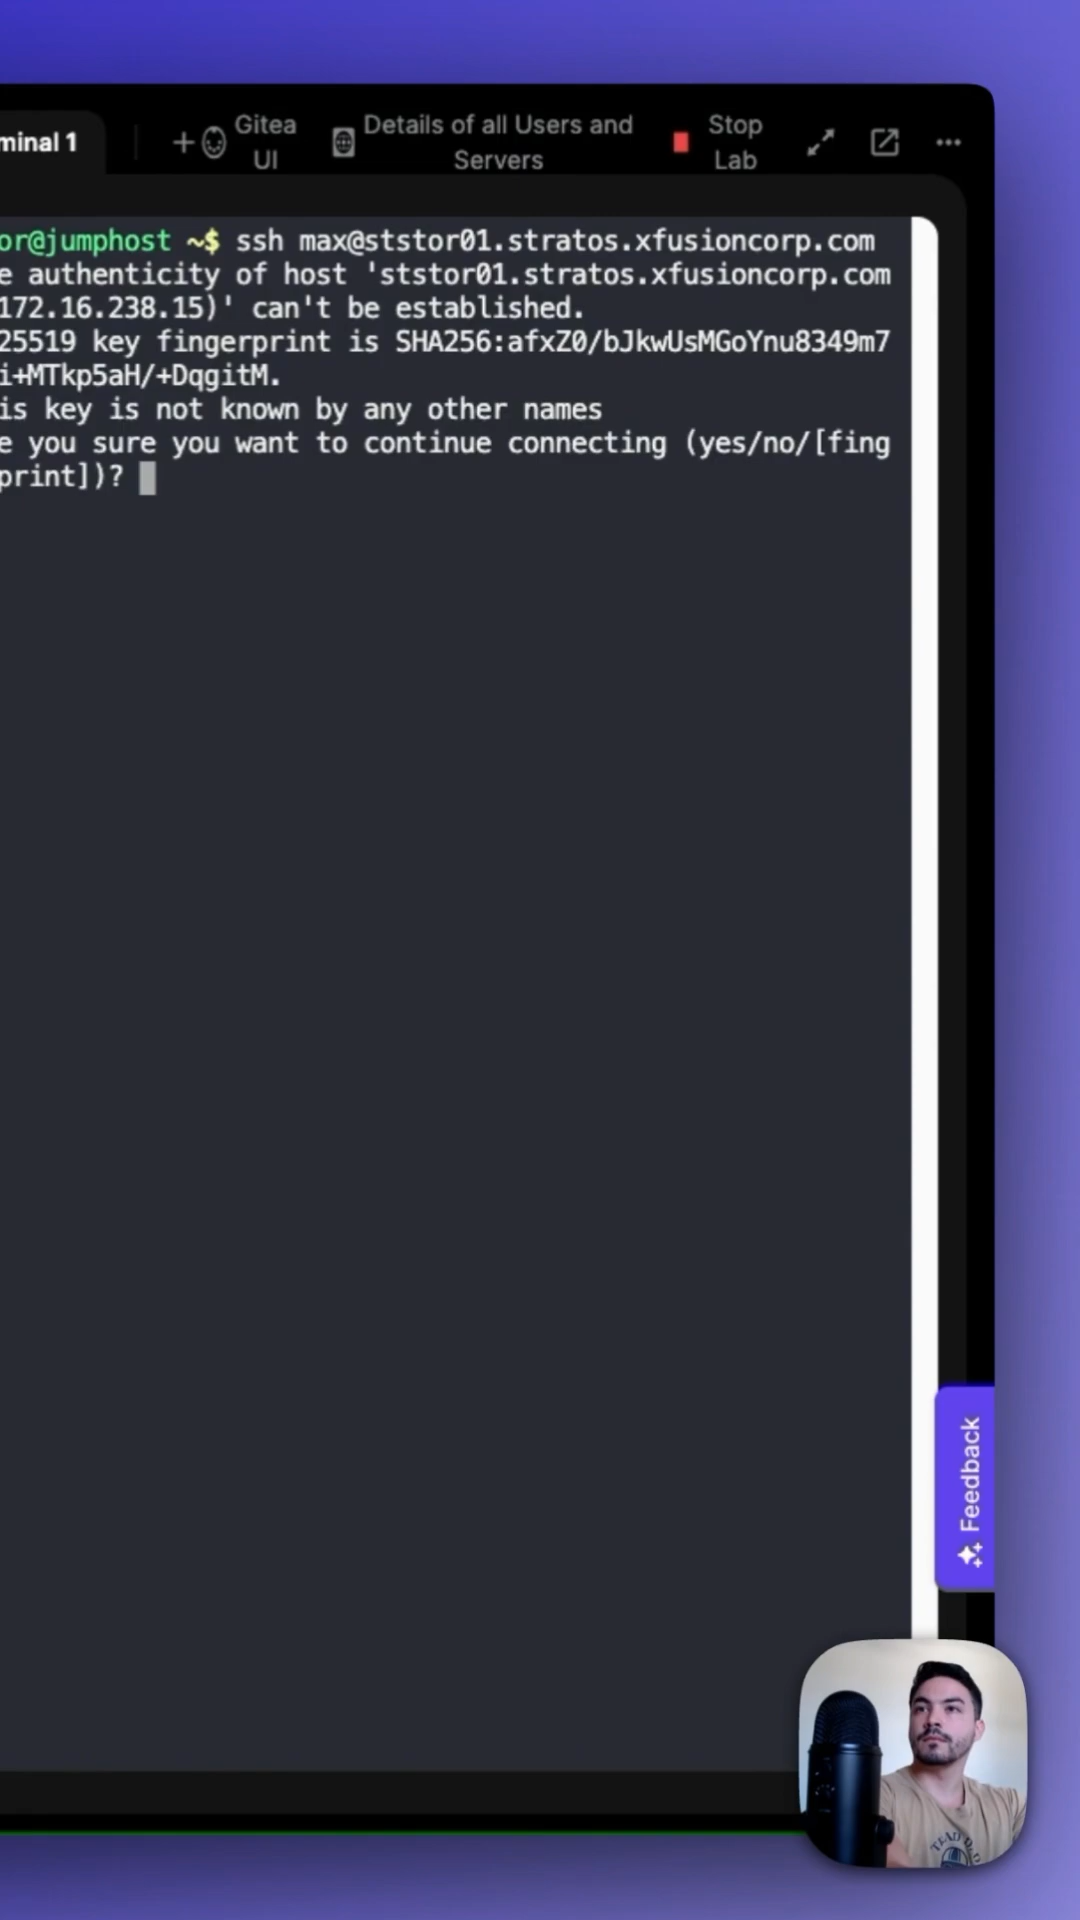 minal 1
+ Gitea UI
Details of all Users and Servers
Stop Lab
or@jumphost ~$ ssh max@ststor01.stratos.xfusioncorp.com
e authenticity of host 'ststor01.stratos.xfusioncorp.com
172.16.238.15)' can't be established.
25519 key fingerprint is SHA256:afxZ0/bJkwUsMGoYnu8349m7
i+MTkp5aH/+DqgitM.
is key is not known by any other names
e you sure you want to continue connecting (yes/no/[fing
print])?
Feedback